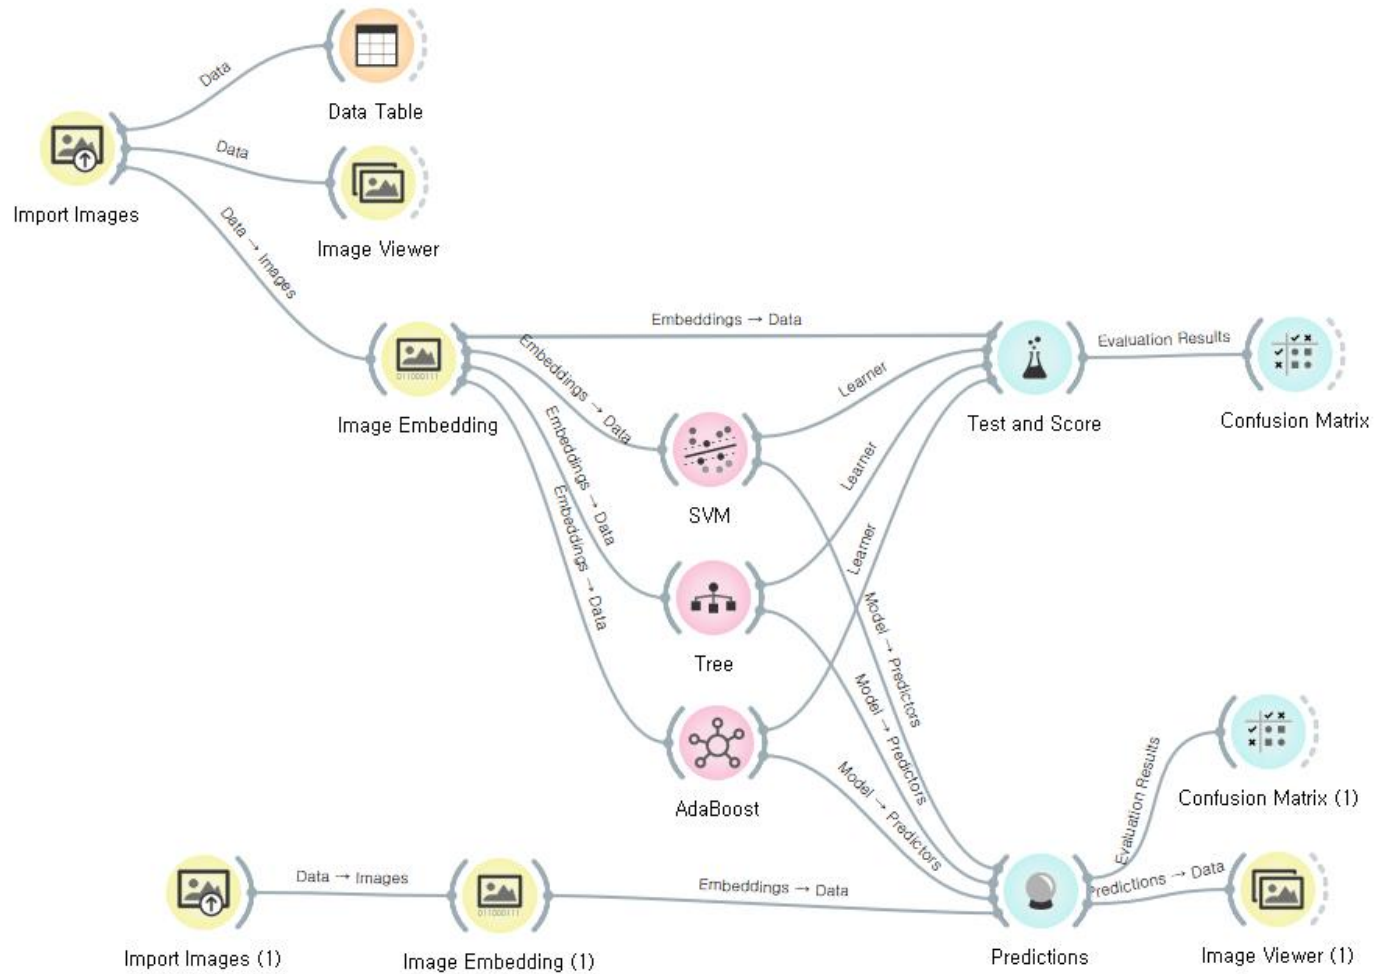 Data
Data Table
Data
Import Images
Image Viewer
Data → Images
Embeddings → Data
Evaluation Results
011000111
Image Embedding
Embeddings → Data
Learner
Test and Score
Confusion Matrix
Embeddings → Data
Learner
SVM
Embeddings → Data
Learner
Tree
Model → Predictors
Model → Predictors
AdaBoost
Model → Predictors
Evaluation Results
Confusion Matrix (1)
Data → Images
Embeddings → Data
Predictions → Data
011000111
Import Images (1)
Image Embedding (1)
Predictions
Image Viewer (1)